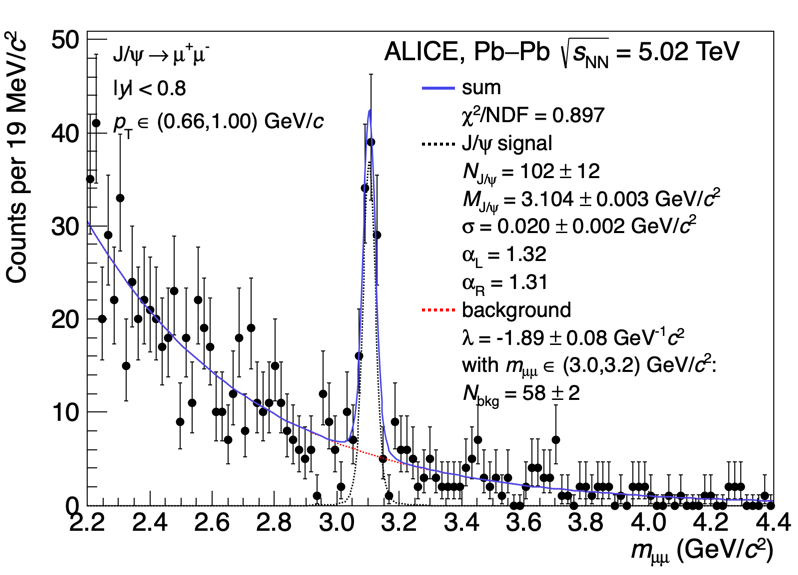 50
40
30
20
10
0
Counts per 19 MeV/c²
J/ψ → μ⁺μ⁻
|y| < 0.8
p_T ∈ (0.66,1.00) GeV/c
ALICE, Pb–Pb √s_NN = 5.02 TeV
sum
χ²/NDF = 0.897
J/ψ signal
N_J/ψ = 102 ± 12
M_J/ψ = 3.104 ± 0.003 GeV/c²
σ = 0.020 ± 0.002 GeV/c²
α_L = 1.32
α_R = 1.31
background
λ = -1.89 ± 0.08 GeV⁻¹c²
with m_μμ ∈ (3.0,3.2) GeV/c²:
N_bkg = 58 ± 2
2.2 2.4 2.6 2.8 3.0 3.2 3.4 3.6 3.8 4.0 4.2 4.4
m_μμ (GeV/c²)